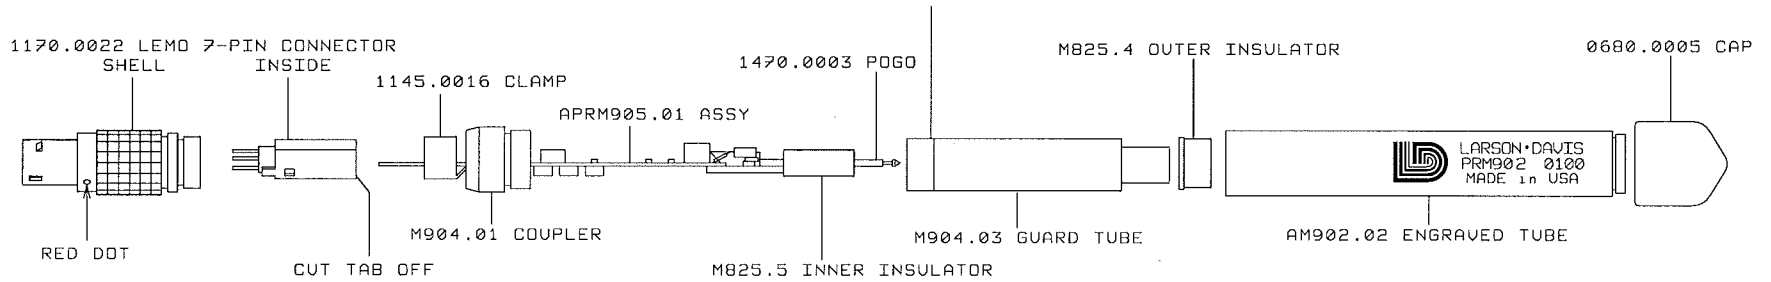 1170.0022 LEMO 7-PIN CONNECTOR
SHELL
INSIDE
1145.0016 CLAMP
APRM905.01 ASSY
1470.0003 POGO
M825.4 OUTER INSULATOR
0680.0005 CAP
LARSON·DAVIS
PRM902 0100
MADE in USA
RED DOT
CUT TAB OFF
M904.01 COUPLER
M825.5 INNER INSULATOR
M904.03 GUARD TUBE
AM902.02 ENGRAVED TUBE